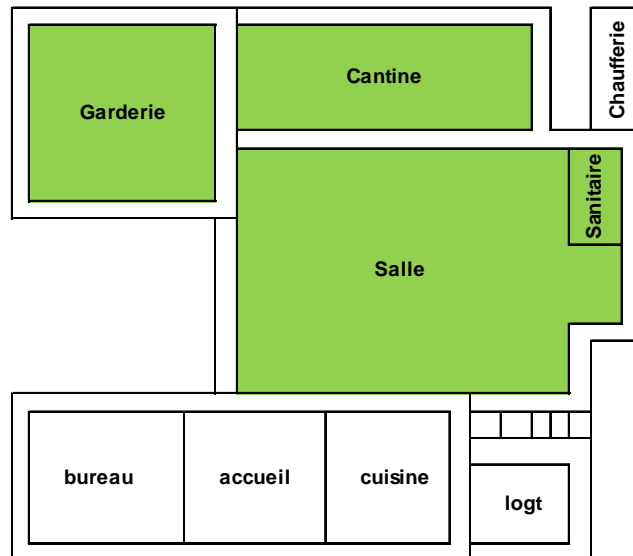 Cantine
Chaufferie
Garderie
Sanitaire
Salle
bureau
accueil
cuisine
logt